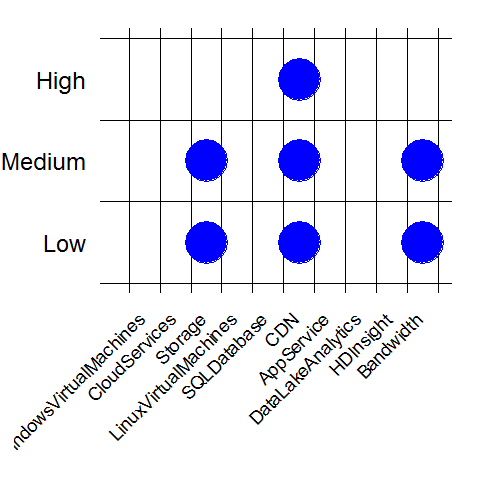 High
Medium
Low
ndowsVirtualMachines
CloudServices
Storage
LinuxVirtualMachines
SQLDatabase
CDN
AppService
DataLakeAnalytics
HDInsight
Bandwidth